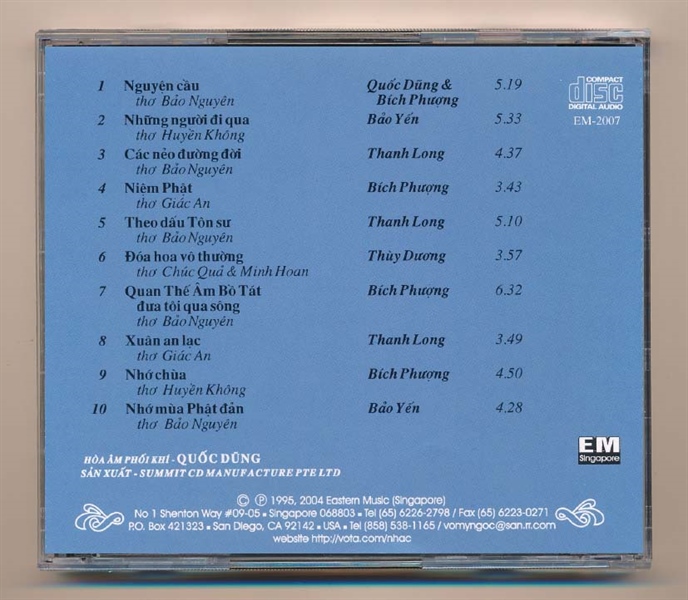 1 Nguyện cầu Quốc Dũng & 5.19
thơ Bảo Nguyên Bích Phượng
2 Những người đi qua Bảo Yến 5.33
thơ Huyền Không
3 Các nẻo đường đời Thanh Long 4.37
thơ Bảo Nguyên
4 Niệm Phật Bích Phượng 3.43
thơ Giác An
5 Theo dấu Tôn sư Thanh Long 5.10
thơ Bảo Nguyên
6 Đóa hoa vô thường Thùy Dương 3.57
thơ Chúc Quả & Minh Hoan
7 Quan Thế Âm Bồ Tát Bích Phượng 6.32
đưa tôi qua sông
thơ Bảo Nguyên
8 Xuân an lạc Thanh Long 3.49
thơ Giác An
9 Nhớ chùa Bích Phượng 4.50
thơ Huyền Không
10 Nhớ mùa Phật đản Bảo Yến 4.28
thơ Bảo Nguyên
COMPACT
disc
DIGITAL AUDIO
EM-2007
HÒA ÂM PHỐI KHÍ - QUỐC DŨNG
SẢN XUẤT - SUMMIT CD MANUFACTURE PTE LTD
EM
Singapore
© ℗ 1995, 2004 Eastern Music (Singapore)
No 1 Shenton Way #09-05 ▪ Singapore 068803 ▪ Tel (65) 6226-2798 / Fax (65) 6223-0271
P.O. Box 421323 ▪ San Diego, CA 92142 ▪ USA ▪ Tel (858) 538-1165 / vomyngoc@san.rr.com
website http://vota.com/nhac